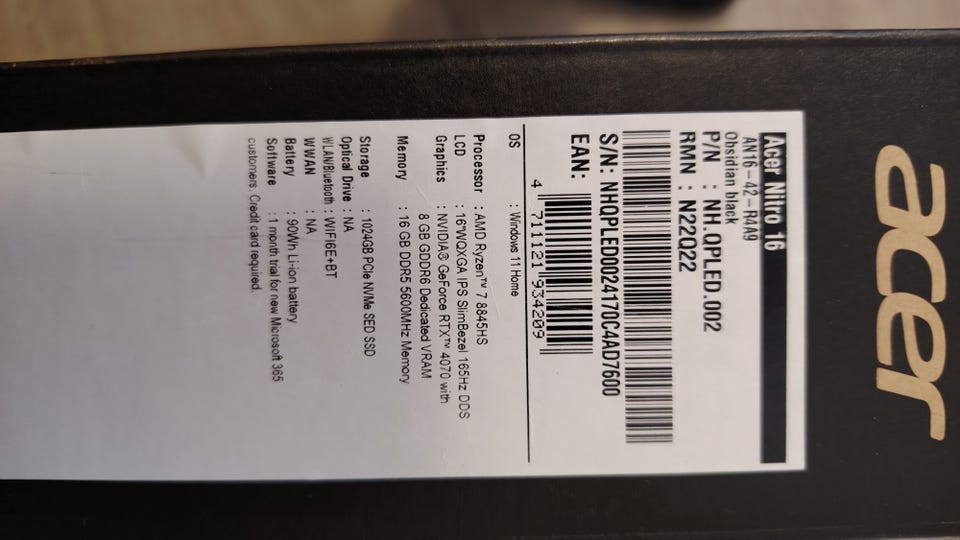 acer
Acer Nitro 16
AN16-42-R4A9
Obsidian black
P/N : NH.QPLED.002
RMN : N22Q22
S/N: NHQPLED0024170C4AD7600
EAN:
4 711121 934209
OS : Windows 11 Home
Processor : AMD Ryzen™ 7 8845HS
LCD : 16"WQXGA IPS SlimBezel 165Hz DDS
Graphics : NVIDIA® GeForce RTX™ 4070 with
8 GB GDDR6 Dedicated VRAM
Memory : 16 GB DDR5 5600MHz Memory
Storage : 1024GB PCIe NVMe SED SSD
Optical Drive : NA
WLAN/Bluetooth : WIFI6E+BT
WWAN : NA
Battery : 90Wh Li-ion battery
Software : 1 month trial for new Microsoft 365
customers. Credit card required.